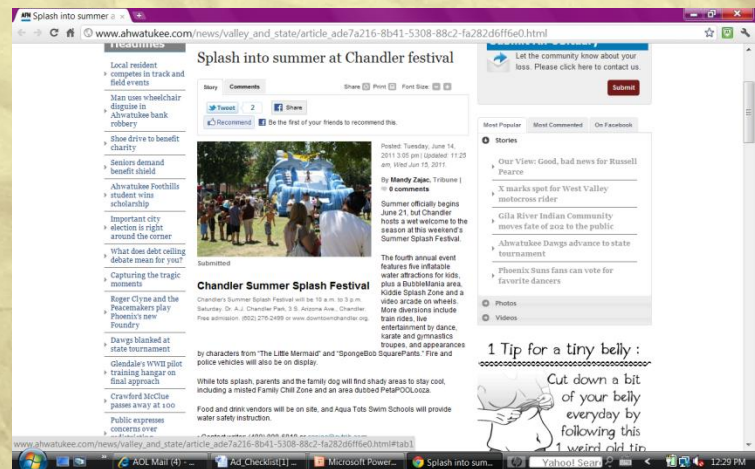 Splash into summer a
www.ahwatukee.com/news/valley_and_state/article_ade7a216-8b41-5308-88c2-fa282d6ff6e0.html
Headlines
Local resident
competes in track and
field events
Man uses wheelchair
disguise in
Ahwatukee bank
robbery
Shoe drive to benefit
charity
Seniors demand
benefit shield
Ahwatukee Foothills
student wins
scholarship
Important city
election is right
around the corner
What does debt ceiling
debate mean for you?
Capturing the tragic
moments
Roger Clyne and the
Peacemakers play
Phoenix's new
Foundry
Dawgs blanked at
state tournament
Glendale's WWII pilot
training hangar on
final approach
Crawford McClue
passes away at 100
Public expresses
concerns over
Splash into summer at Chandler festival
Story Comments Share Print Font Size:
Tweet 2 Share
Recommend Be the first of your friends to recommend this.
Submitted
Chandler Summer Splash Festival
Chandler's Summer Splash Festival will be 10 a.m. to 3 p.m.
Saturday. Dr. A.J. Chandler Park, 3 S. Arizona Ave., Chandler.
Free admission. (602) 276-2499 or www.downtownchandler.org.
Posted: Tuesday, June 14,
2011 3:05 pm | Updated: 11:25
am, Wed Jun 15, 2011.
By Mandy Zajac, Tribune |
0 comments
Summer officially begins
June 21, but Chandler
hosts a wet welcome to the
season at this weekend's
Summer Splash Festival.
The fourth annual event
features five inflatable
water attractions for kids,
plus a BubbleMania area,
Kiddie Splash Zone and a
video arcade on wheels.
More diversions include
train rides, live
entertainment by dance,
karate and gymnastics
troupes, and appearances
by characters from "The Little Mermaid" and "SpongeBob SquarePants." Fire and
police vehicles will also be on display.
While tots splash, parents and the family dog will find shady areas to stay cool,
including a misted Family Chill Zone and an area dubbed PetaPOOLooza.
Food and drink vendors will be on site, and Aqua Tots Swim Schools will provide
water safety instruction.
Let the community know about your
loss. Please click here to contact us.
Submit
Most Popular Most Commented On Facebook
Stories
Our View: Good, bad news for Russell
Pearce
X marks spot for West Valley
motocross rider
Gila River Indian Community
moves fate of 202 to the public
Ahwatukee Dawgs advance to state
tournament
Phoenix Suns fans can vote for
favorite dancers
Photos
Videos
1 Tip for a tiny belly :
Cut down a bit
of your belly
everyday by
following this
1 weird old tip
www.ahwatukee.com/news/valley_and_state/article_ade7a216-8b41-5308-88c2-fa282d6ff6e0.html#tab1
AOL Mail (4) - ... Ad_Checklist[1] ... Microsoft Power... Splash into sum... Yahoo! Sear 12:29 PM